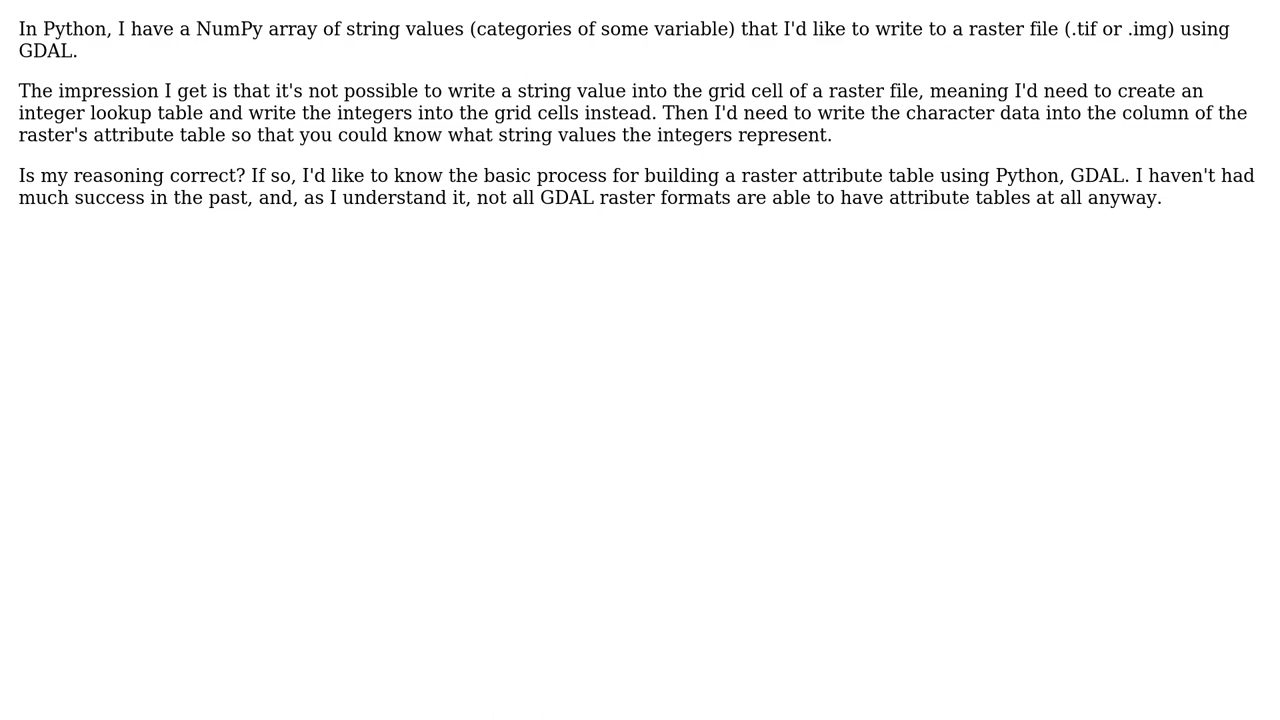 In Python, I have a NumPy array of string values (categories of some variable) that I'd like to write to a raster file (.tif or .img) using
GDAL.
The impression I get is that it's not possible to write a string value into the grid cell of a raster file, meaning I'd need to create an
integer lookup table and write the integers into the grid cells instead. Then I'd need to write the character data into the column of the
raster's attribute table so that you could know what string values the integers represent.
Is my reasoning correct? If so, I'd like to know the basic process for building a raster attribute table using Python, GDAL. I haven't had
much success in the past, and, as I understand it, not all GDAL raster formats are able to have attribute tables at all anyway.